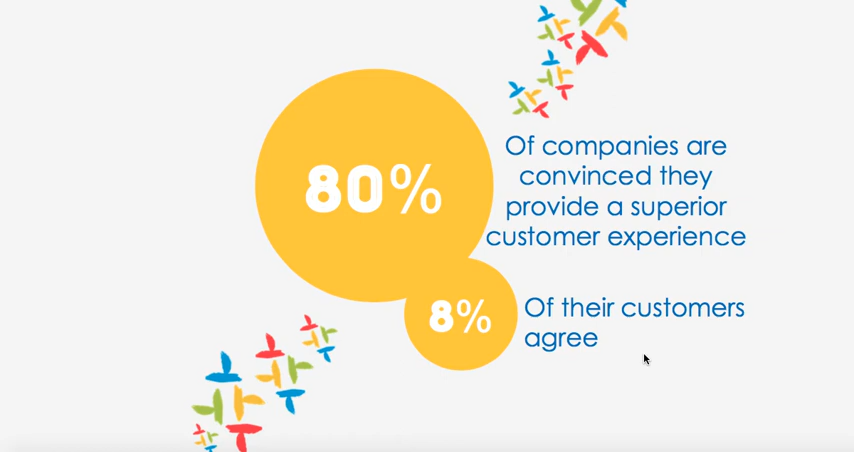 80%
Of companies are
convinced they
provide a superior
customer experience
8%
Of their customers
agree